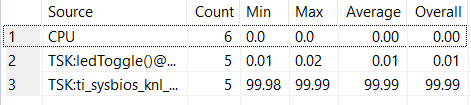 Source Count Min Max Average Overall
1 CPU 6 0.0 0.0 0.00 0.00
2 TSK:ledToggle()@... 5 0.01 0.02 0.01 0.01
3 TSK:ti_sysbios_knl_... 5 99.98 99.99 99.99 99.99